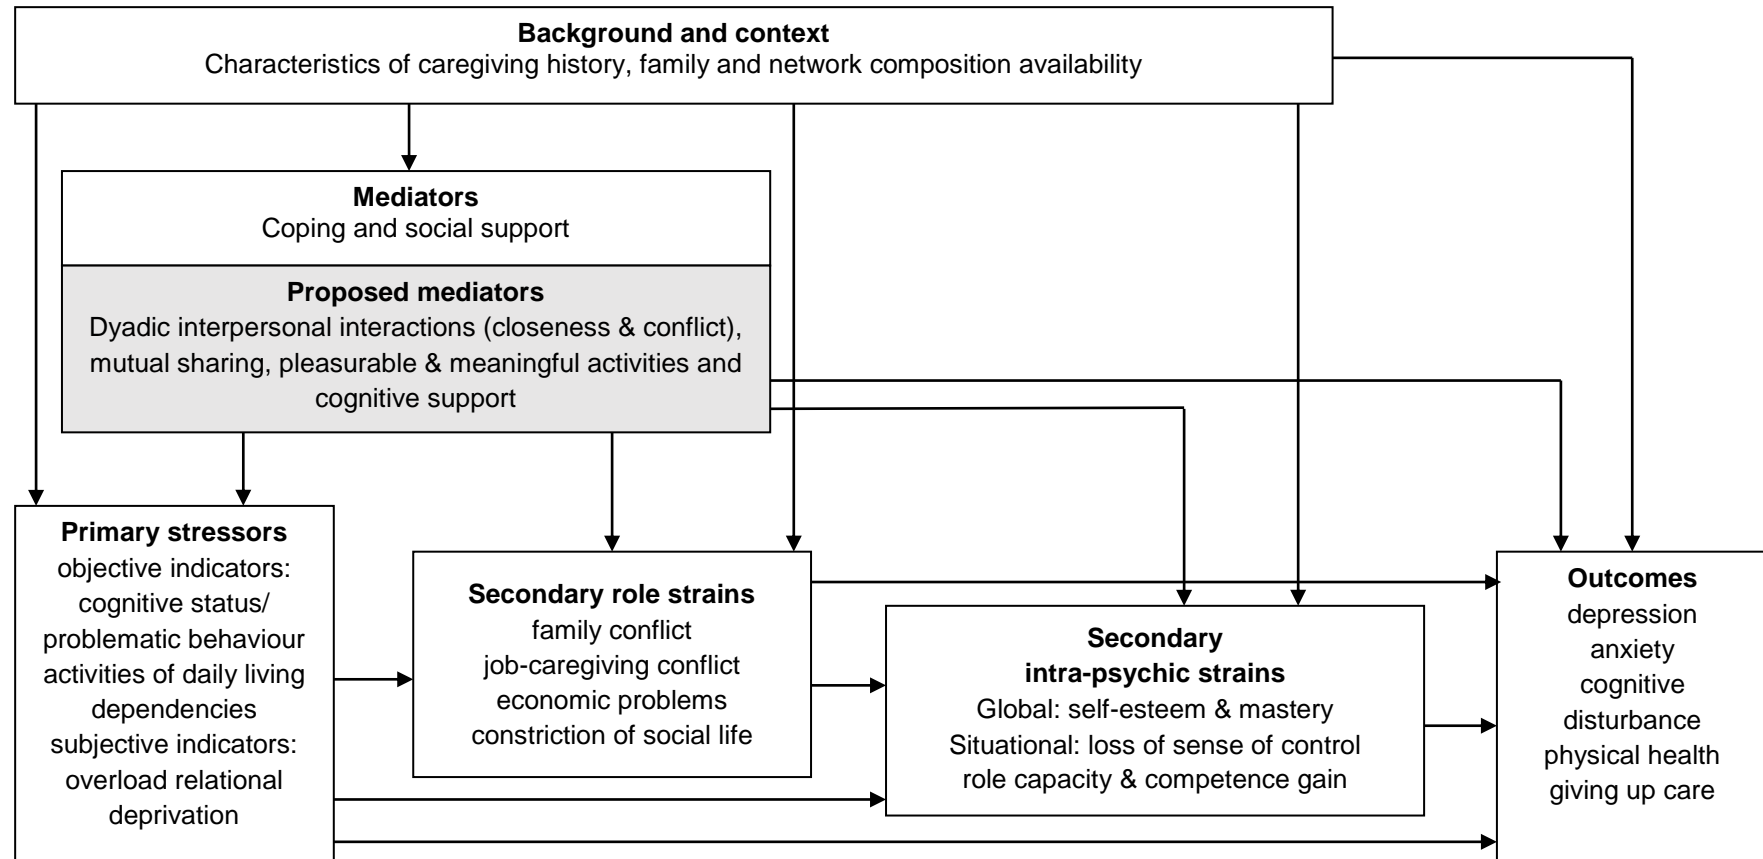 Background and context
Characteristics of caregiving history, family and network composition availability
Mediators
Coping and social support
Proposed mediators
Dyadic interpersonal interactions (closeness & conflict),
mutual sharing, pleasurable & meaningful activities and
cognitive support
Primary stressors
objective indicators:
cognitive status/
problematic behaviour
activities of daily living
dependencies
subjective indicators:
overload relational
deprivation
Secondary role strains
family conflict
job-caregiving conflict
economic problems
constriction of social life
Secondary
intra-psychic strains
Global: self-esteem & mastery
Situational: loss of sense of control
role capacity & competence gain
Outcomes
depression
anxiety
cognitive
disturbance
physical health
giving up care